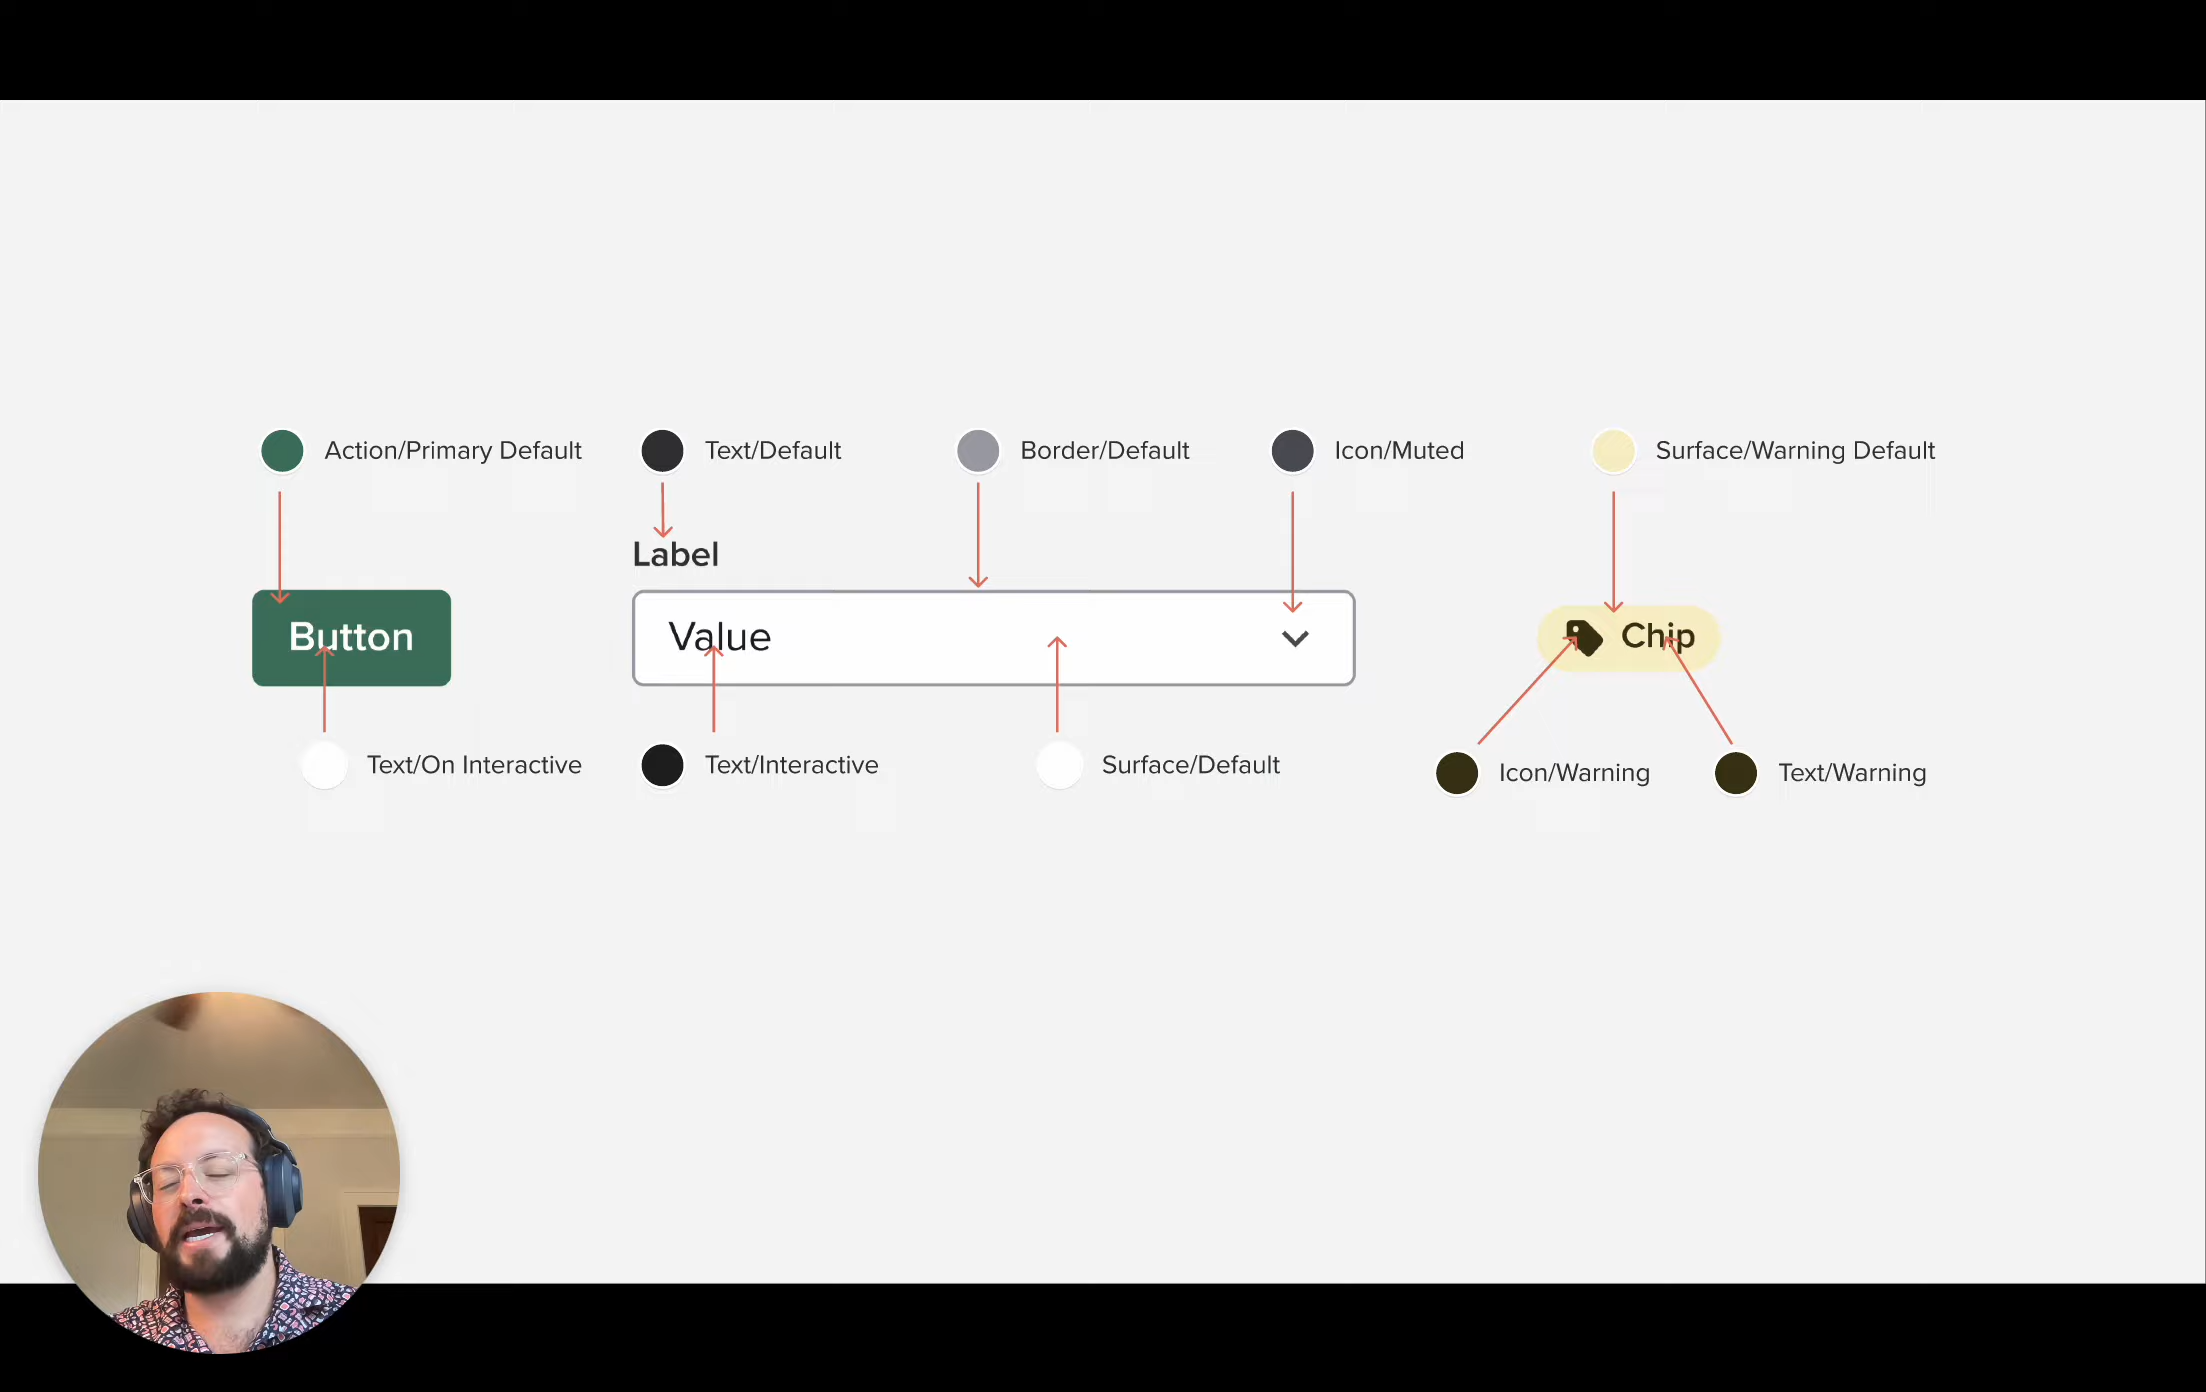 Action/Primary Default
Text/Default
Border/Default
Icon/Muted
Surface/Warning Default
Label
Button
Value
Chip
Text/On Interactive
Text/Interactive
Surface/Default
Icon/Warning
Text/Warning